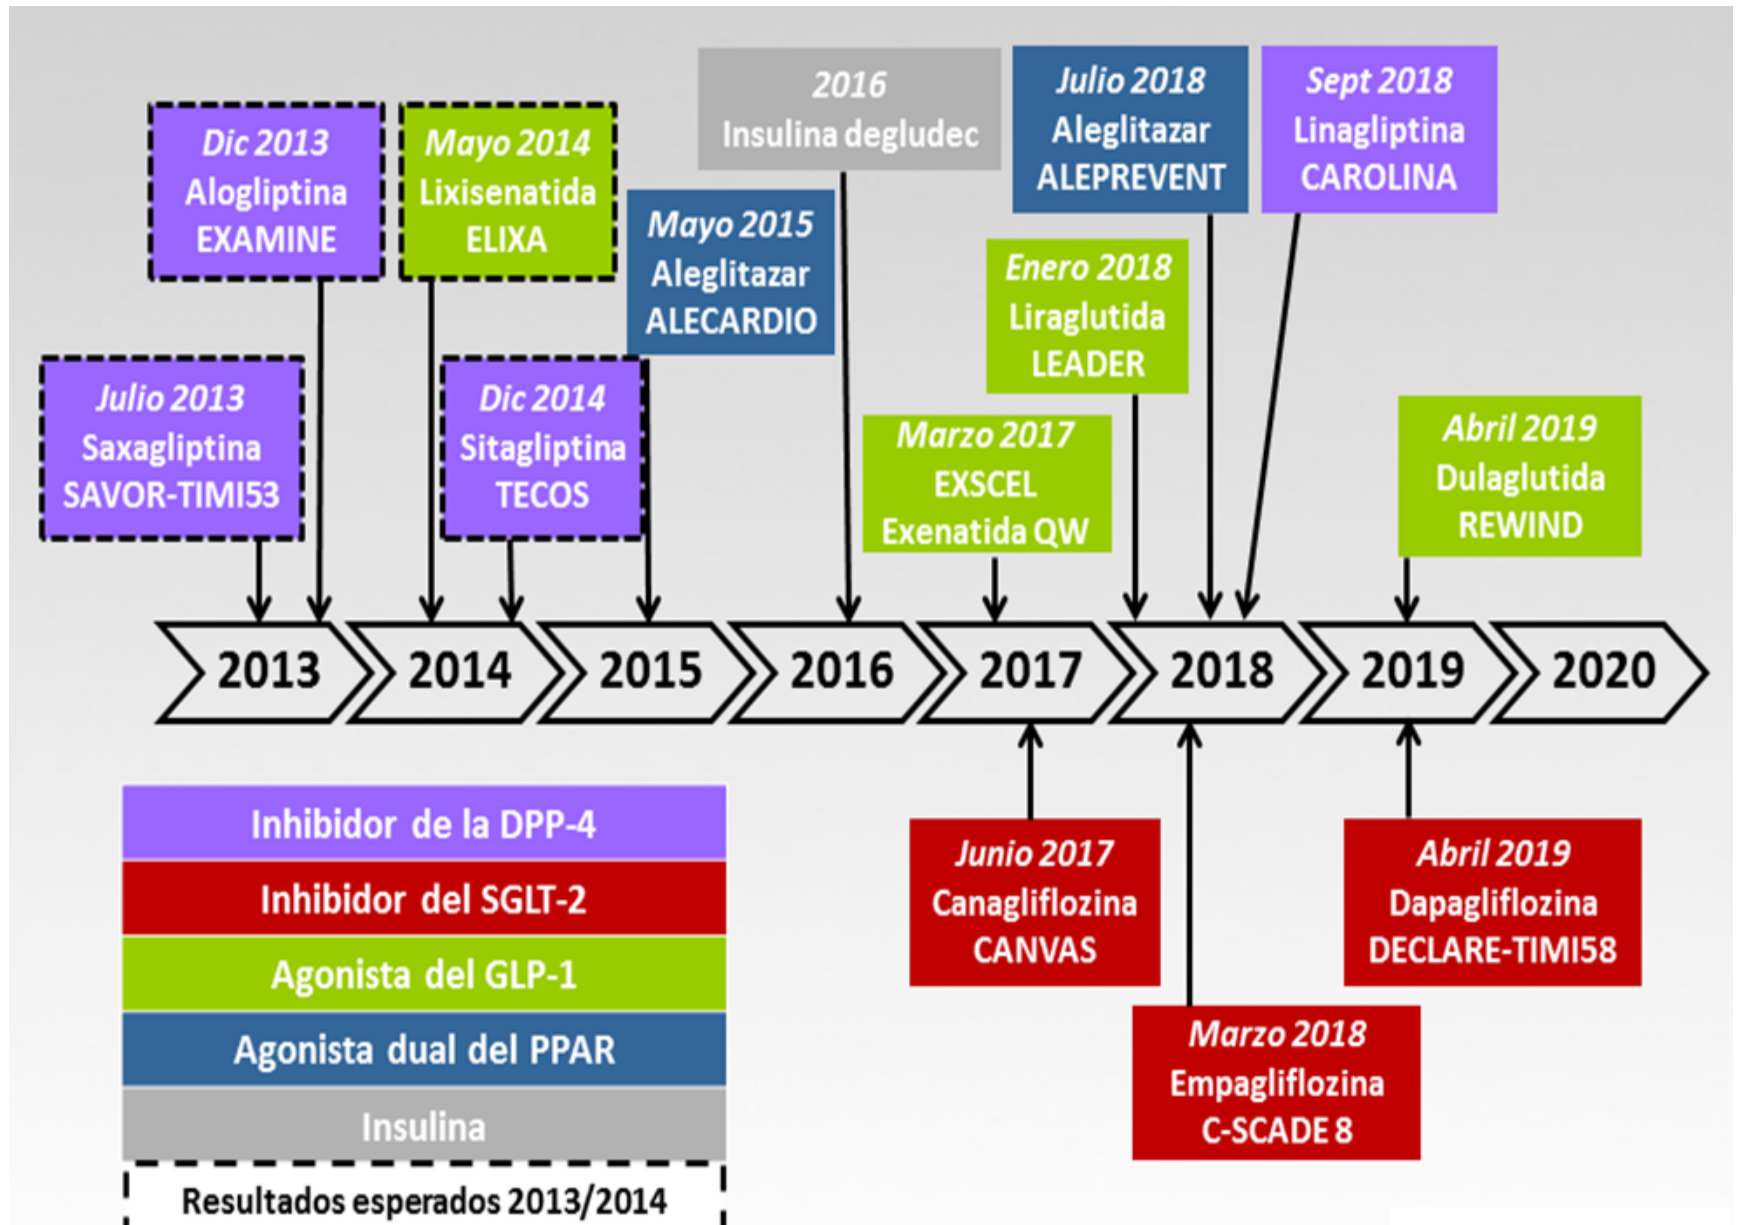 2016
Insulina degludec
Julio 2018
Aleglitazar
ALEPREVENT
Sept 2018
Linagliptina
CAROLINA
Dic 2013
Alogliptina
EXAMINE
Mayo 2014
Lixisenatida
ELIXA
Mayo 2015
Aleglitazar
ALECARDIO
Enero 2018
Liraglutida
LEADER
Julio 2013
Saxagliptina
SAVOR-TIMI53
Dic 2014
Sitagliptina
TECOS
Marzo 2017
EXSCEL
Exenatida QW
Abril 2019
Dulaglutida
REWIND
2013
2014
2015
2016
2017
2018
2019
2020
Inhibidor de la DPP-4
Inhibidor del SGLT-2
Agonista del GLP-1
Agonista dual del PPAR
Insulina
Resultados esperados 2013/2014
Junio 2017
Canagliflozina
CANVAS
Marzo 2018
Empagliflozina
C-SCADE 8
Abril 2019
Dapagliflozina
DECLARE-TIMI58